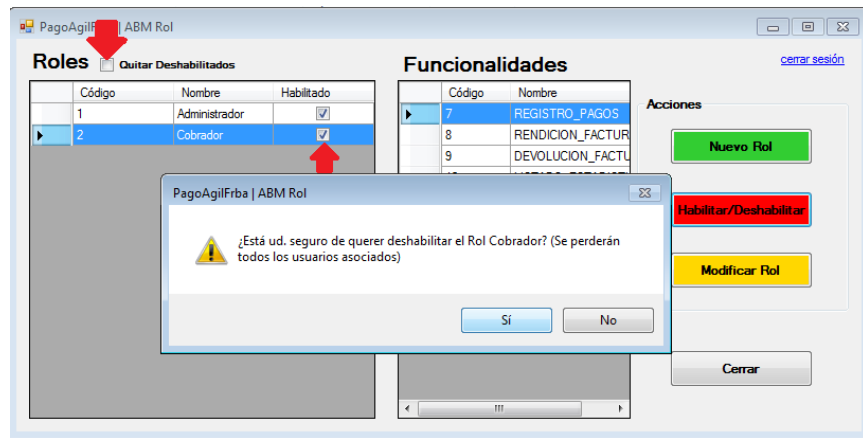 PagoAgilF | ABM Rol
Roles
Quitar Deshabilitados
Código Nombre Habilitado
1 Administrador
2 Cobrador
Funcionalidades
Código Nombre
7 REGISTRO_PAGOS
8 RENDICION_FACTUR
9 DEVOLUCION_FACTU
cerrar sesión
Acciones
Nuevo Rol
Habilitar/Deshabilitar
Modificar Rol
Cerrar
PagoAgilFrba | ABM Rol
¿Está ud. seguro de querer deshabilitar el Rol Cobrador? (Se perderán
todos los usuarios asociados)
Sí
No